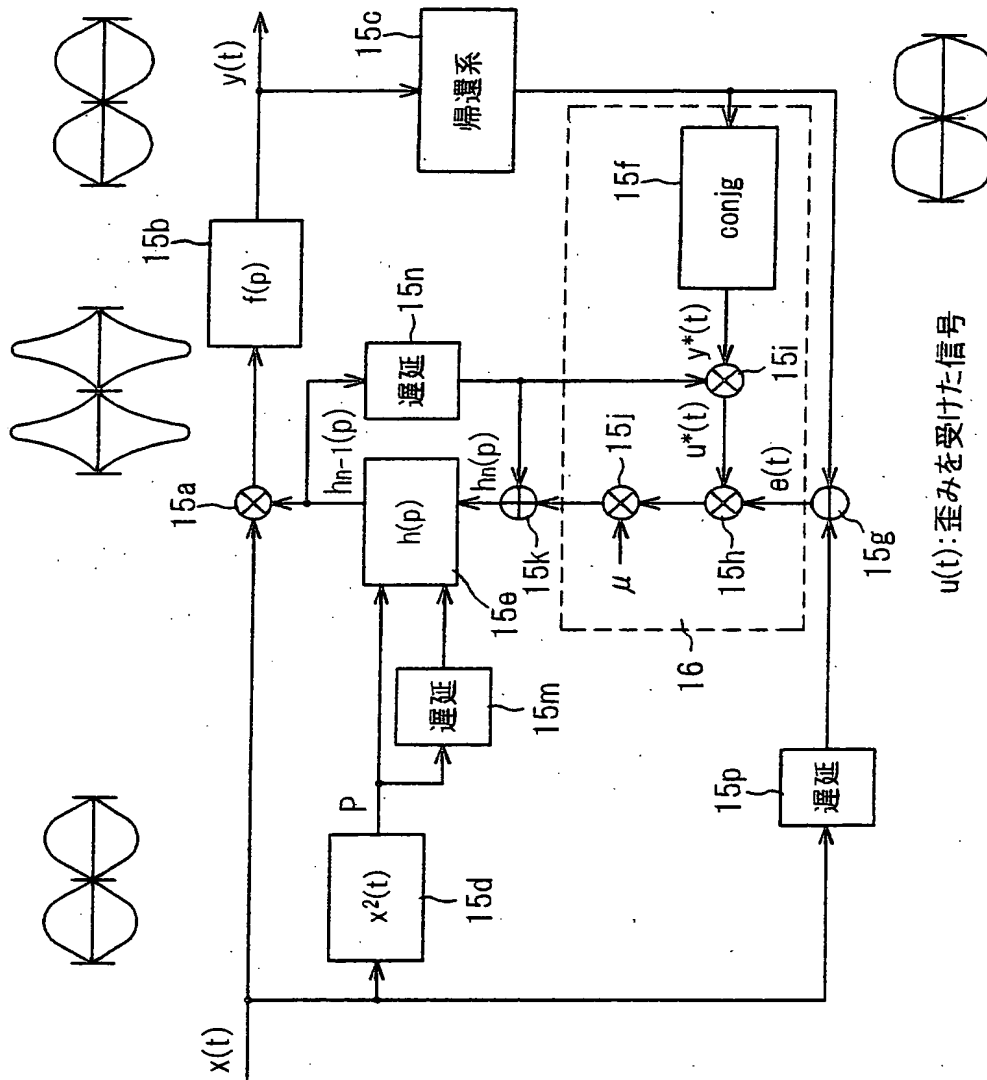 x(t)
15a
15b
f(p)
y(t)
15c
帰還系
hn-1(p)
15n
遅延
P
x²(t)
15d
h(p)
15e
遅延
15m
hn(p)
15k
μ
15j
15h
u*(t)
15i
y*(t)
15f
conjg
16
e(t)
15g
15p
遅延
u(t):歪みを受けた信号